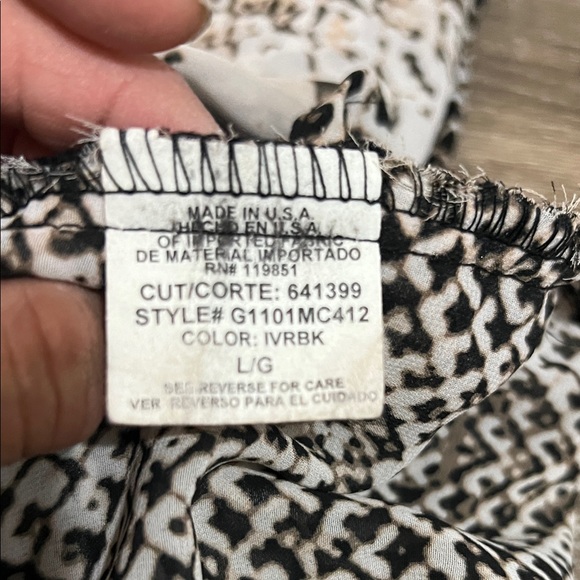 MADE IN U.S.A.
HECHO EN U.S.A.
OF IMPORTED FABRIC
DE MATERIAL IMPORTADO
RN# 119851
CUT/CORTE: 641399
STYLE# G1101MC412
COLOR: IVRBK
L/G
SEE REVERSE FOR CARE
VER REVERSO PARA EL CUIDADO